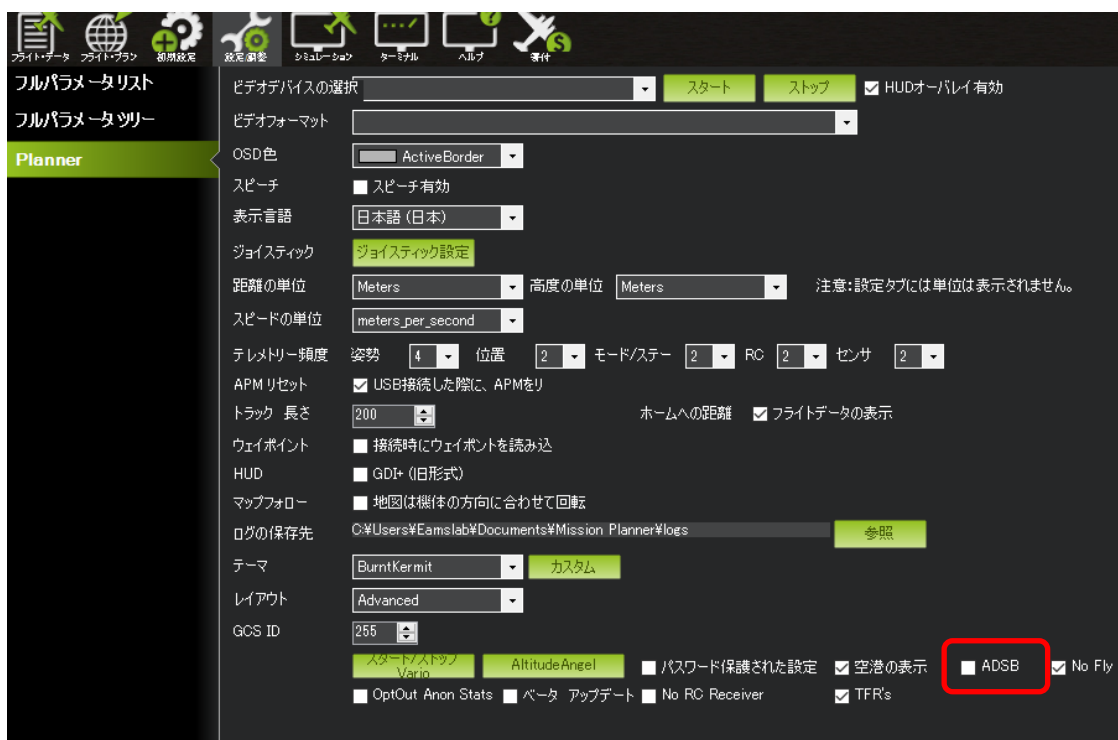 フライト・データ フライト・プラン 初期設定 設定/調整 シミュレーション ターミナル ヘルプ 寄付
フルパラメータリスト
フルパラメータツリー
Planner
ビデオデバイスの選択 スタート ストップ HUDオーバレイ有効
ビデオフォーマット
OSD色 ActiveBorder
スピーチ スピーチ有効
表示言語 日本語 (日本)
ジョイスティック ジョイスティック設定
距離の単位 Meters 高度の単位 Meters 注意:設定タブには単位は表示されません。
スピードの単位 meters_per_second
テレメトリー頻度 姿勢 4 位置 2 モード/ステー 2 RC 2 センサ 2
APMリセット USB接続した際に、APMをリ
トラック 長さ 200 ホームへの距離 フライトデータの表示
ウェイポイント 接続時にウェイポントを読み込
HUD GDI+ (旧形式)
マップフォロー 地図は機体の方向に合わせて回転
ログの保存先 C:¥Users¥Eamslab¥Documents¥Mission Planner¥logs 参照
テーマ BurntKermit カスタム
レイアウト Advanced
GCS ID 255
スタート/ストップ Vario AltitudeAngel パスワード保護された設定 空港の表示 ADSB No Fly
OptOut Anon Stats ベータ アップデート No RC Receiver TFR's